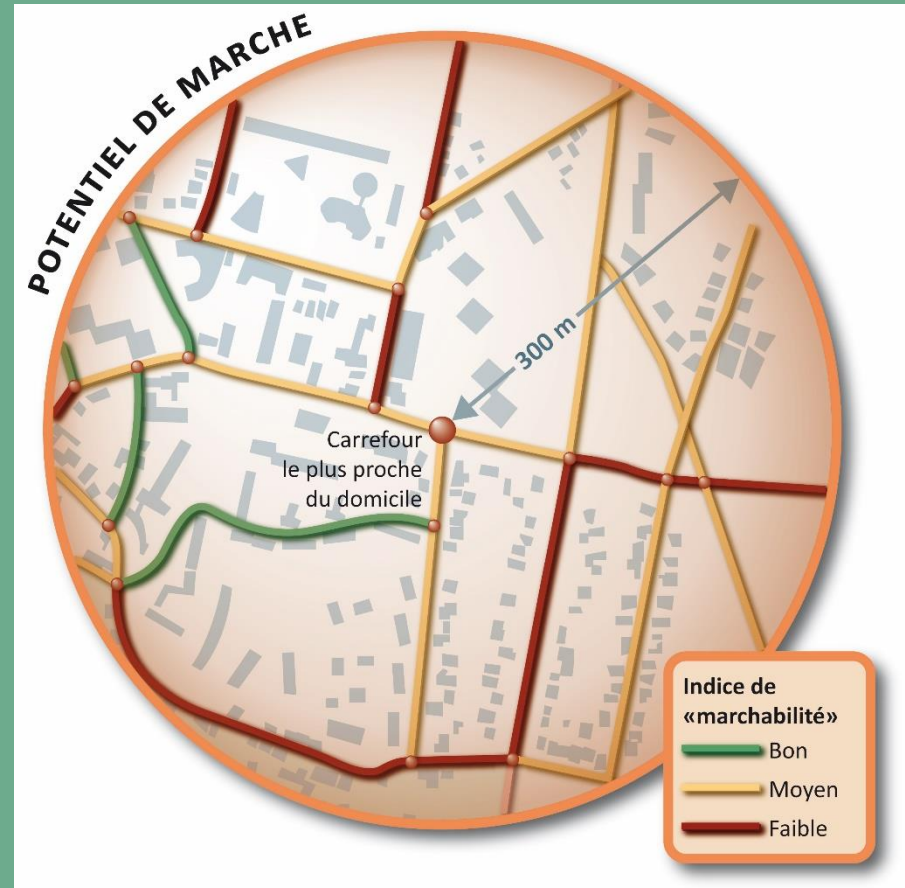 POTENTIEL DE MARCHE
300 m
Carrefour
le plus proche
du domicile
Indice de
«marchabilité»
Bon
Moyen
Faible